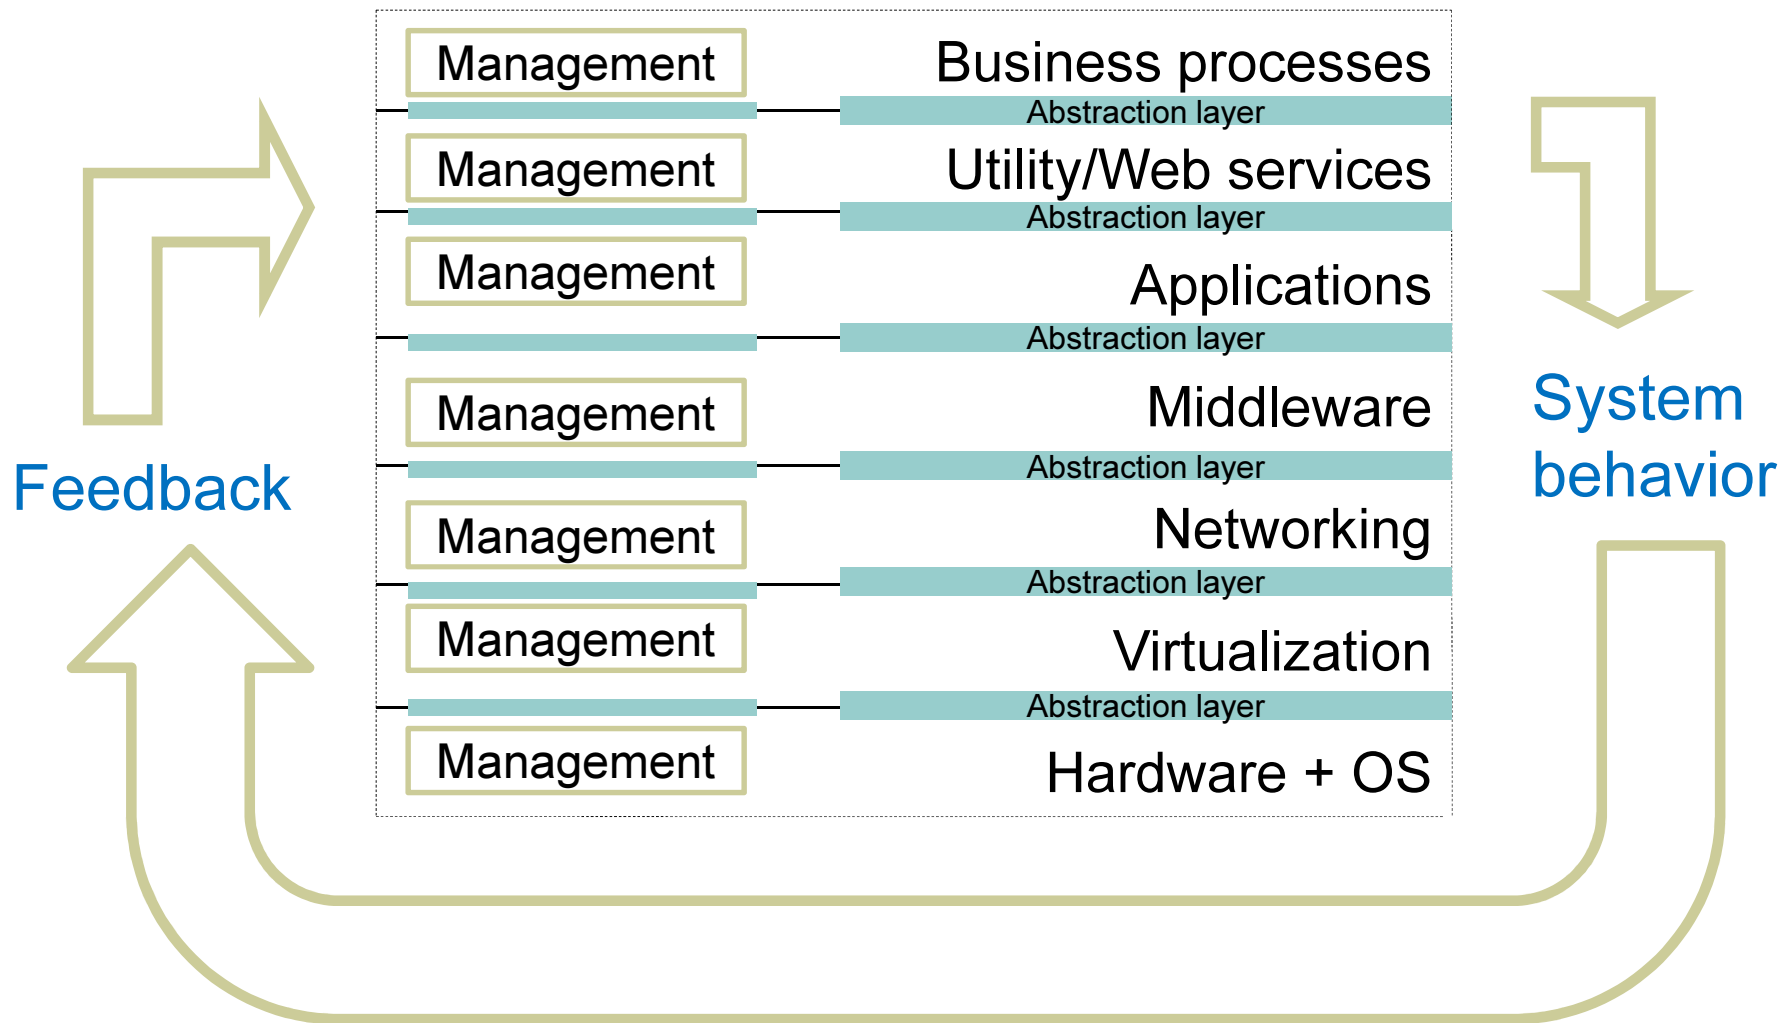 Management
Business processes
Abstraction layer
Management
Utility/Web services
Abstraction layer
Management
Applications
Abstraction layer
Management
Middleware
Abstraction layer
Management
Networking
Abstraction layer
Management
Virtualization
Abstraction layer
Management
Hardware + OS
Feedback
System
behavior